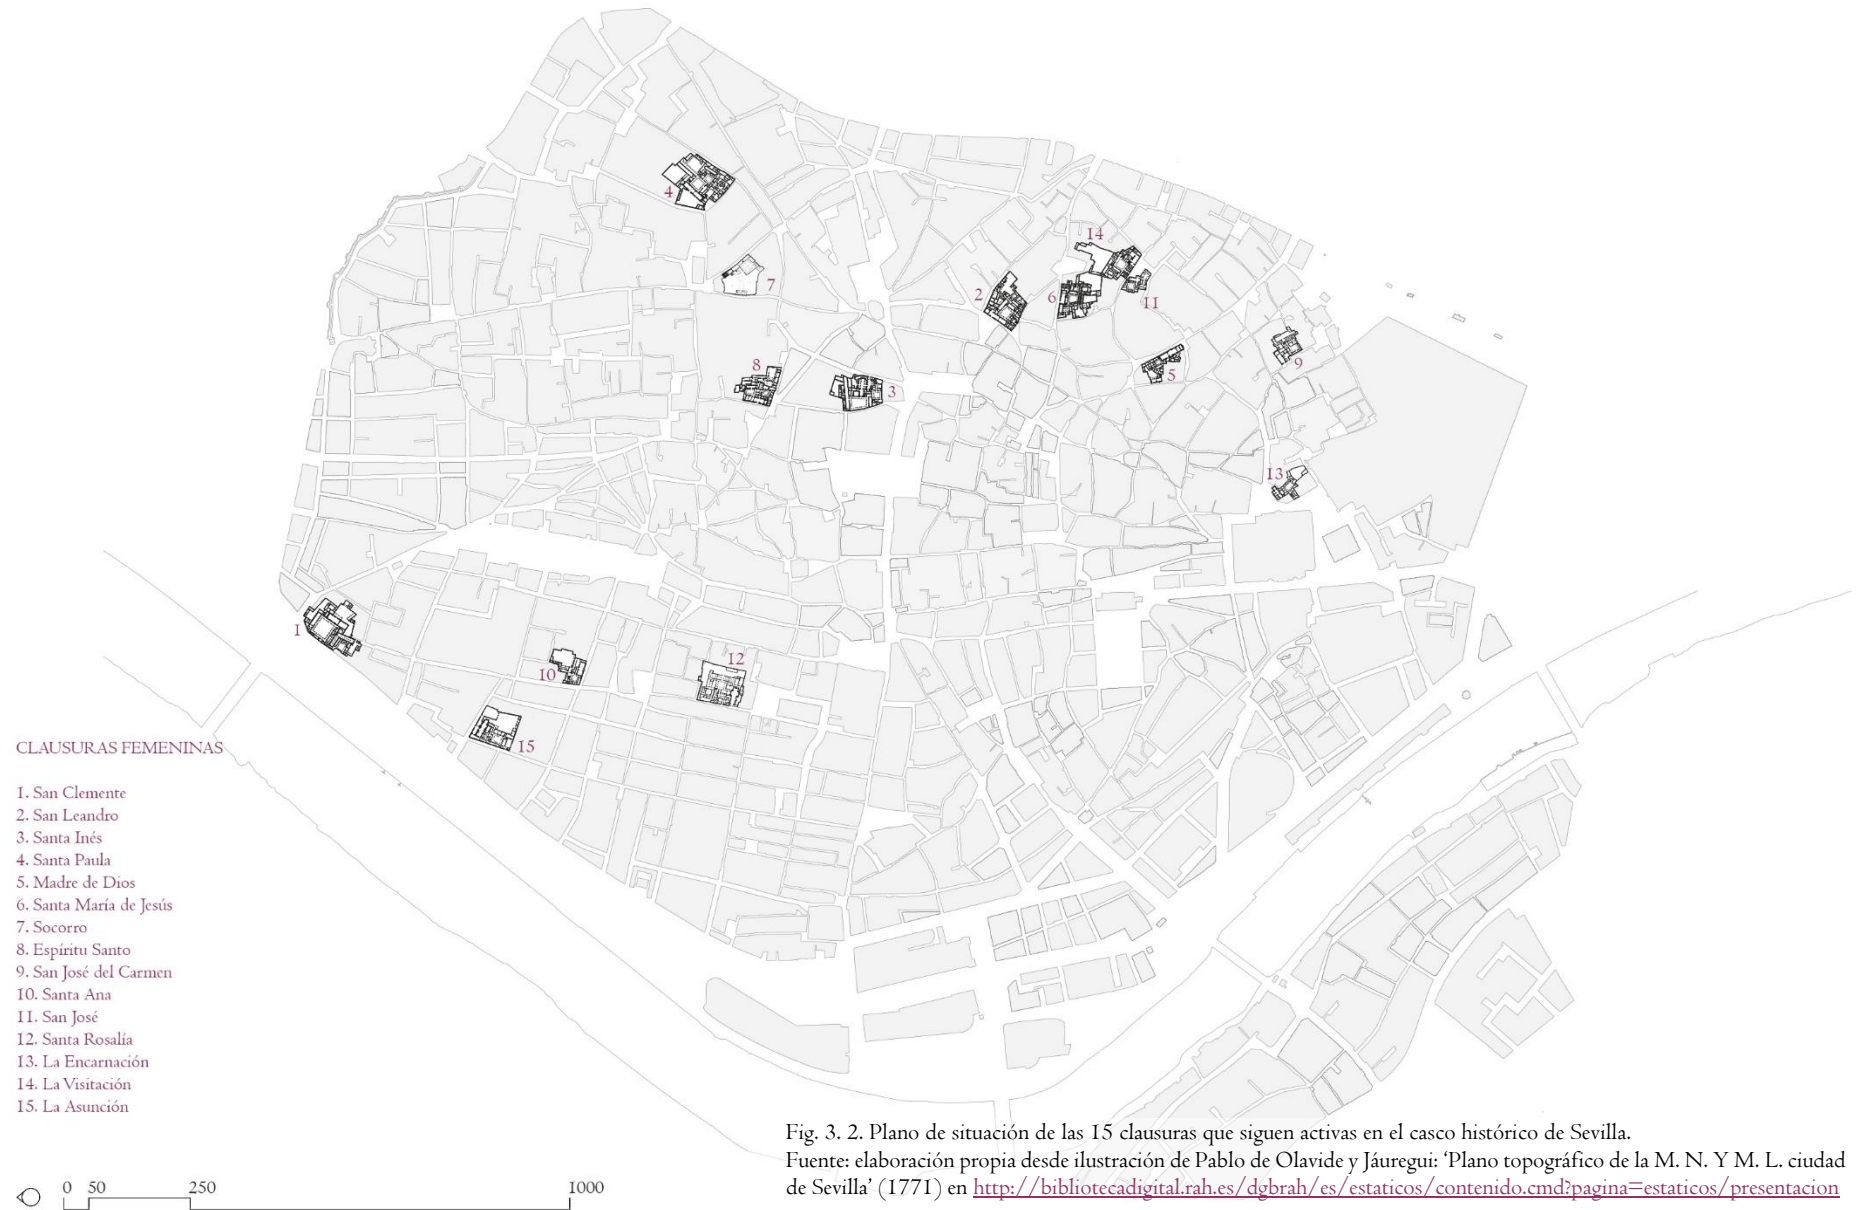 4
14
7
2
6
11
8
5
9
3
13
1
10
12
15
CLAUSURAS FEMENINAS
1. San Clemente
2. San Leandro
3. Santa Inés
4. Santa Paula
5. Madre de Dios
6. Santa María de Jesús
7. Socorro
8. Espíritu Santo
9. San José del Carmen
10. Santa Ana
11. San José
12. Santa Rosalía
13. La Encarnación
14. La Visitación
15. La Asunción
0 50 250 1000
Fig. 3. 2. Plano de situación de las 15 clausuras que siguen activas en el casco histórico de Sevilla.
Fuente: elaboración propia desde ilustración de Pablo de Olavide y Jáuregui: ‘Plano topográfico de la M. N. Y M. L. ciudad
de Sevilla’ (1771) en http://bibliotecadigital.rah.es/dgbrah/es/estaticos/contenido.cmd?pagina=estaticos/presentacion